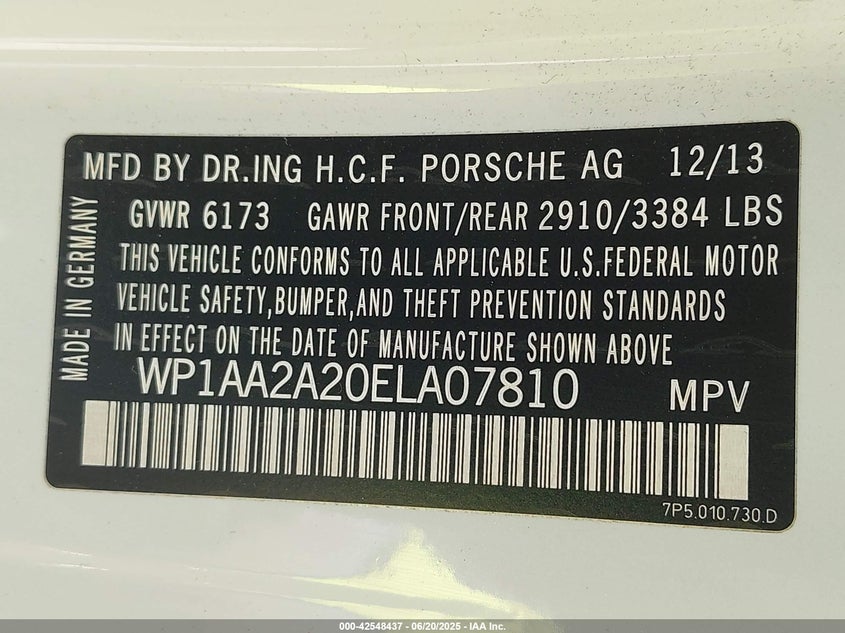 MFD BY DR.ING H.C.F. PORSCHE AG 12/13
GVWR 6173 GAWR FRONT/REAR 2910/3384 LBS
THIS VEHICLE CONFORMS TO ALL APPLICABLE U.S.FEDERAL MOTOR
VEHICLE SAFETY,BUMPER,AND THEFT PREVENTION STANDARDS
IN EFFECT ON THE DATE OF MANUFACTURE SHOWN ABOVE
MADE IN GERMANY
WP1AA2A20ELA07810 MPV
7P5.010.730.D
000-42548437 - 06/20/2025 - IAA Inc.